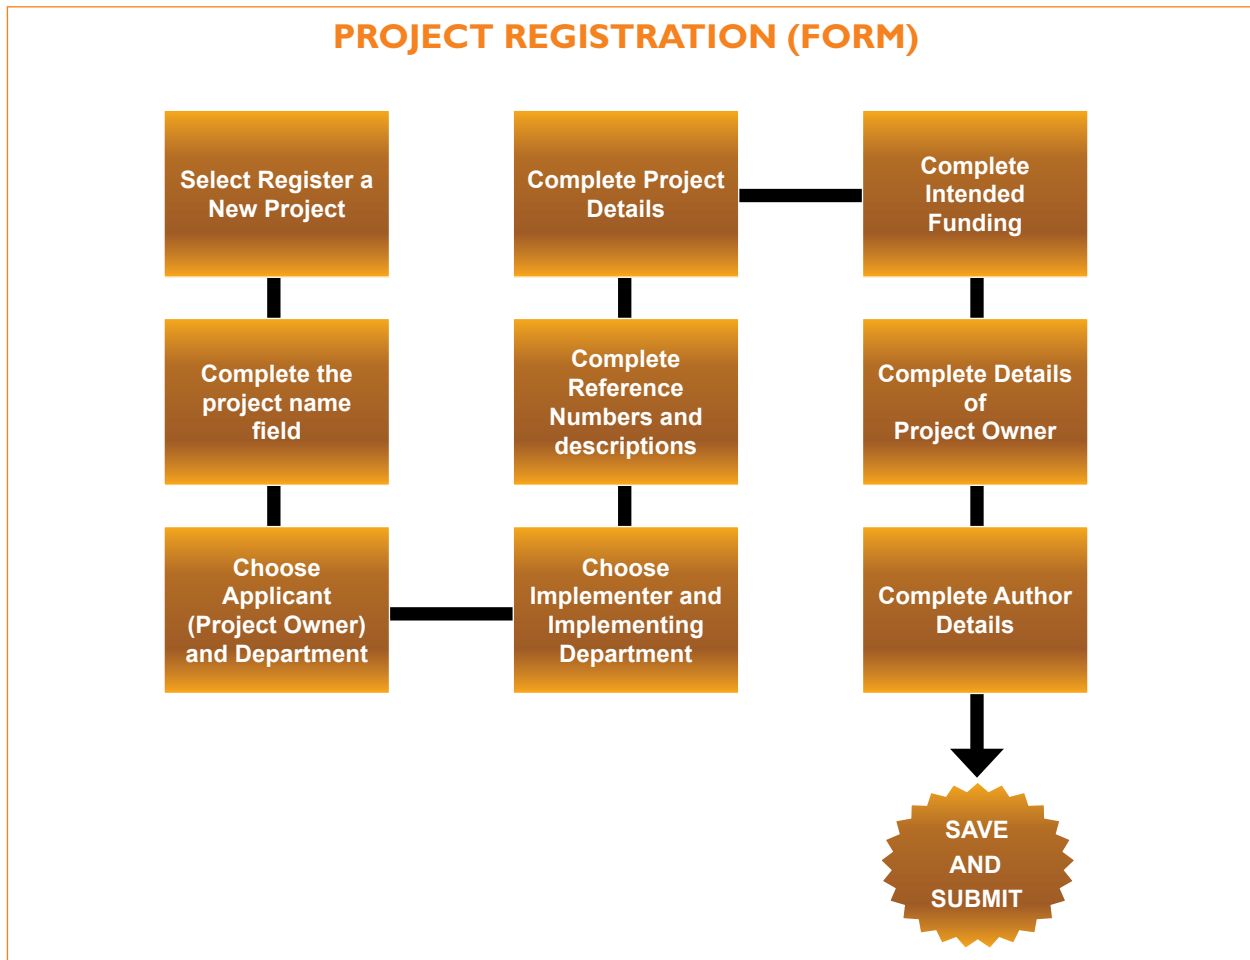 PROJECT REGISTRATION (FORM)
Select Register a
New Project
Complete the
project name
field
Choose
Applicant
(Project Owner)
and Department
Choose
Implementer and
Implementing
Department
Complete
Reference
Numbers and
descriptions
Complete Project
Details
Complete
Intended
Funding
Complete Details
of
Project Owner
Complete Author
Details
SAVE
AND
SUBMIT